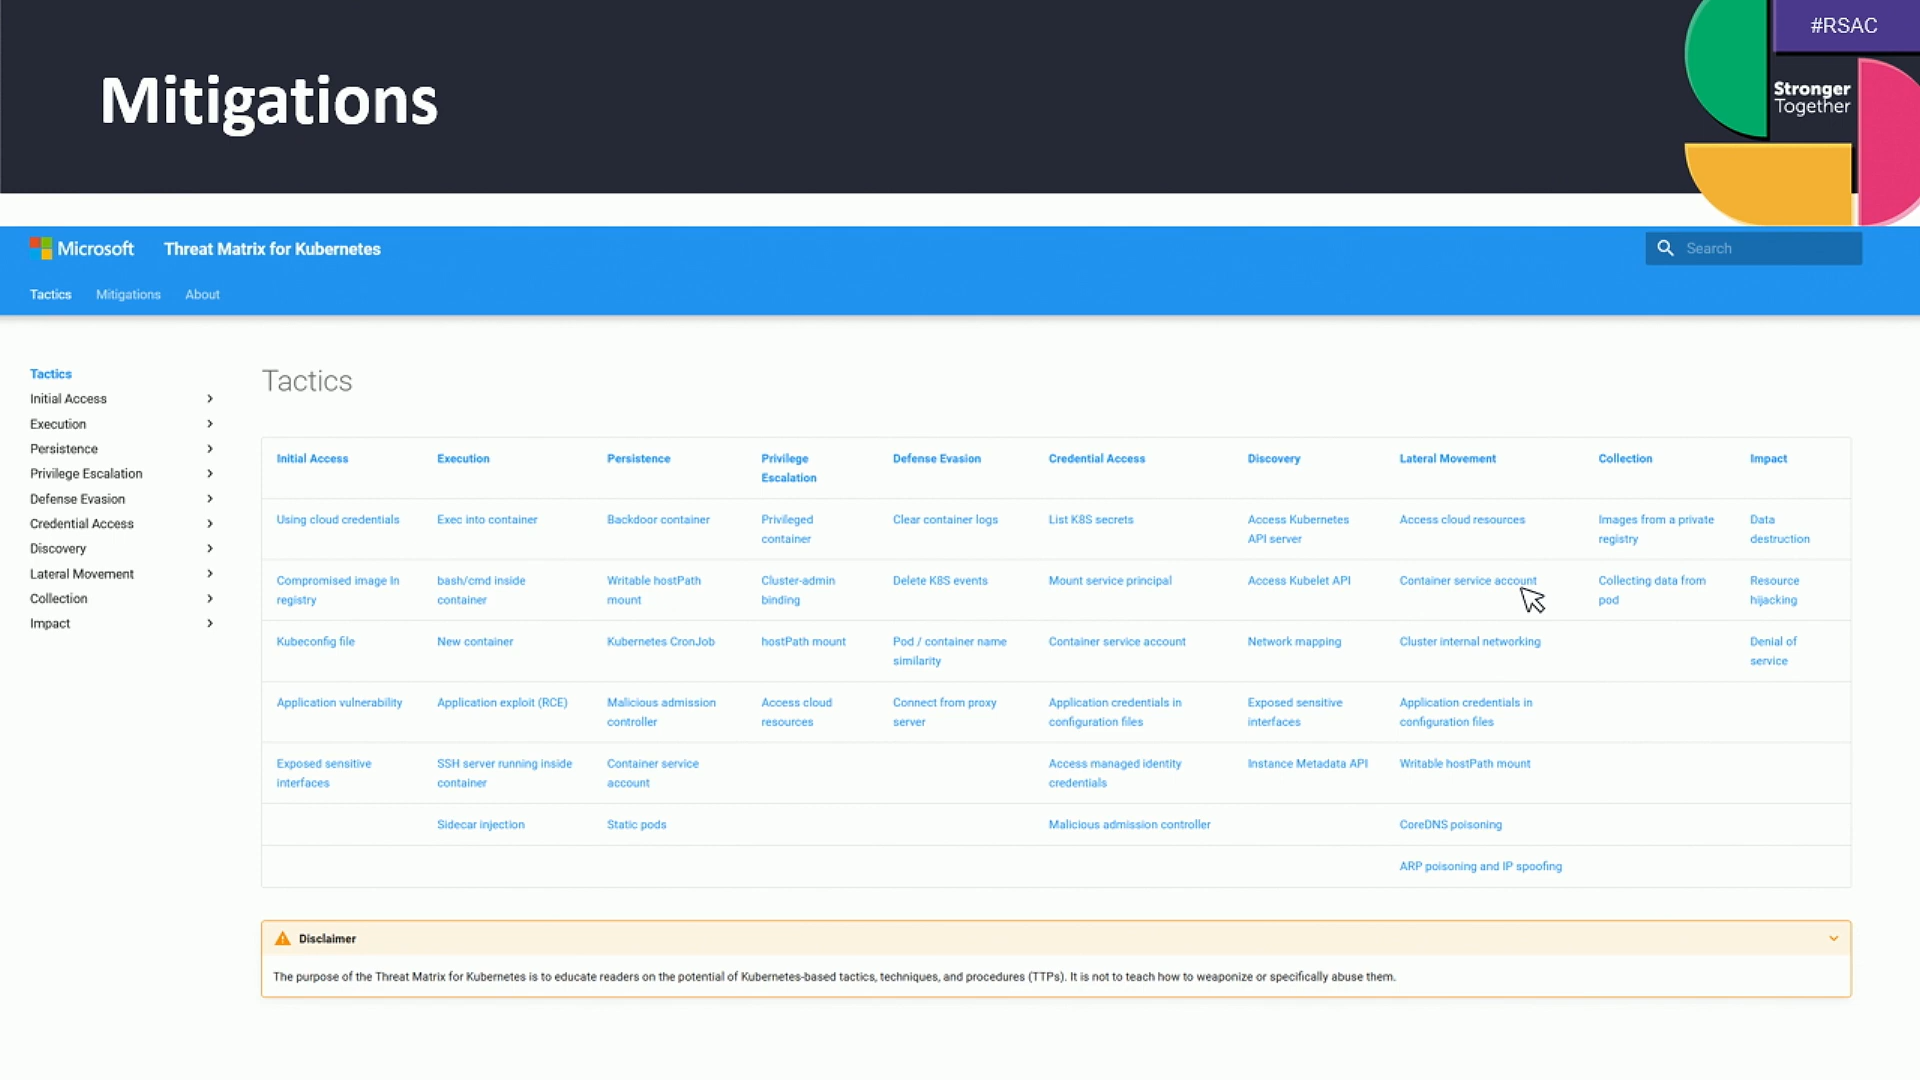 #RSAC
Mitigations
Stronger
Together
Microsoft
Threat Matrix for Kubernetes
Search
Tactics
Mitigations
About
Tactics
Initial Access
Execution
Persistence
Privilege Escalation
Defense Evasion
Credential Access
Discovery
Lateral Movement
Collection
Impact
Tactics
Initial Access Execution Persistence Privilege Defense Evasion Credential Access Discovery Lateral Movement Collection Impact
Escalation
Using cloud credentials Exec into container Backdoor container Privileged Clear container logs List K8S secrets Access Kubernetes Access cloud resources Images from a private Data
container API server registry destruction
Compromised image In bash/cmd inside Writable hostPath Cluster-admin Delete K8S events Mount service principal Access Kubelet API Container service account Collecting data from Resource
registry container mount binding pod hijacking
Kubeconfig file New container Kubernetes CronJob hostPath mount Pod / container name Container service account Network mapping Cluster internal networking Denial of
similarity service
Application vulnerability Application exploit (RCE) Malicious admission Access cloud Connect from proxy Application credentials in Exposed sensitive Application credentials in
controller resources server configuration files interfaces configuration files
Exposed sensitive SSH server running inside Container service Access managed identity Instance Metadata API Writable hostPath mount
interfaces container account credentials
Sidecar injection Static pods Malicious admission controller CoreDNS poisoning
ARP poisoning and IP spoofing
Disclaimer
The purpose of the Threat Matrix for Kubernetes is to educate readers on the potential of Kubernetes-based tactics, techniques, and procedures (TTPs). It is not to teach how to weaponize or specifically abuse them.